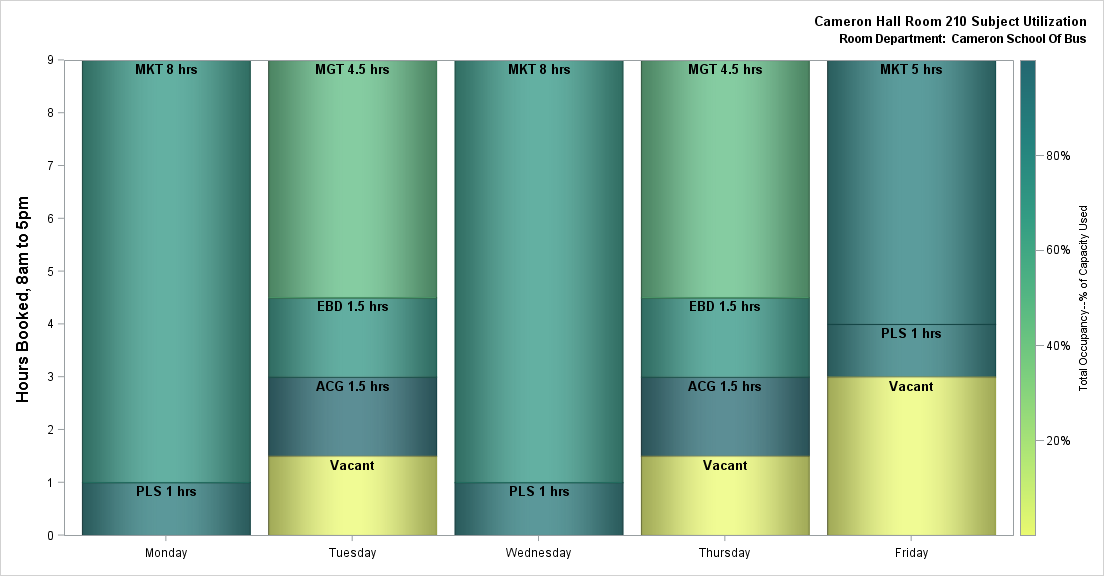 Cameron Hall Room 210 Subject Utilization
Room Department: Cameron School Of Bus
Hours Booked, 8am to 5pm
9
8
7
6
5
4
3
2
1
0
MKT 8 hrs
PLS 1 hrs
MGT 4.5 hrs
EBD 1.5 hrs
ACG 1.5 hrs
Vacant
MKT 8 hrs
PLS 1 hrs
MGT 4.5 hrs
EBD 1.5 hrs
ACG 1.5 hrs
Vacant
MKT 5 hrs
PLS 1 hrs
Vacant
Monday
Tuesday
Wednesday
Thursday
Friday
80%
60%
40%
20%
Total Occupancy--% of Capacity Used